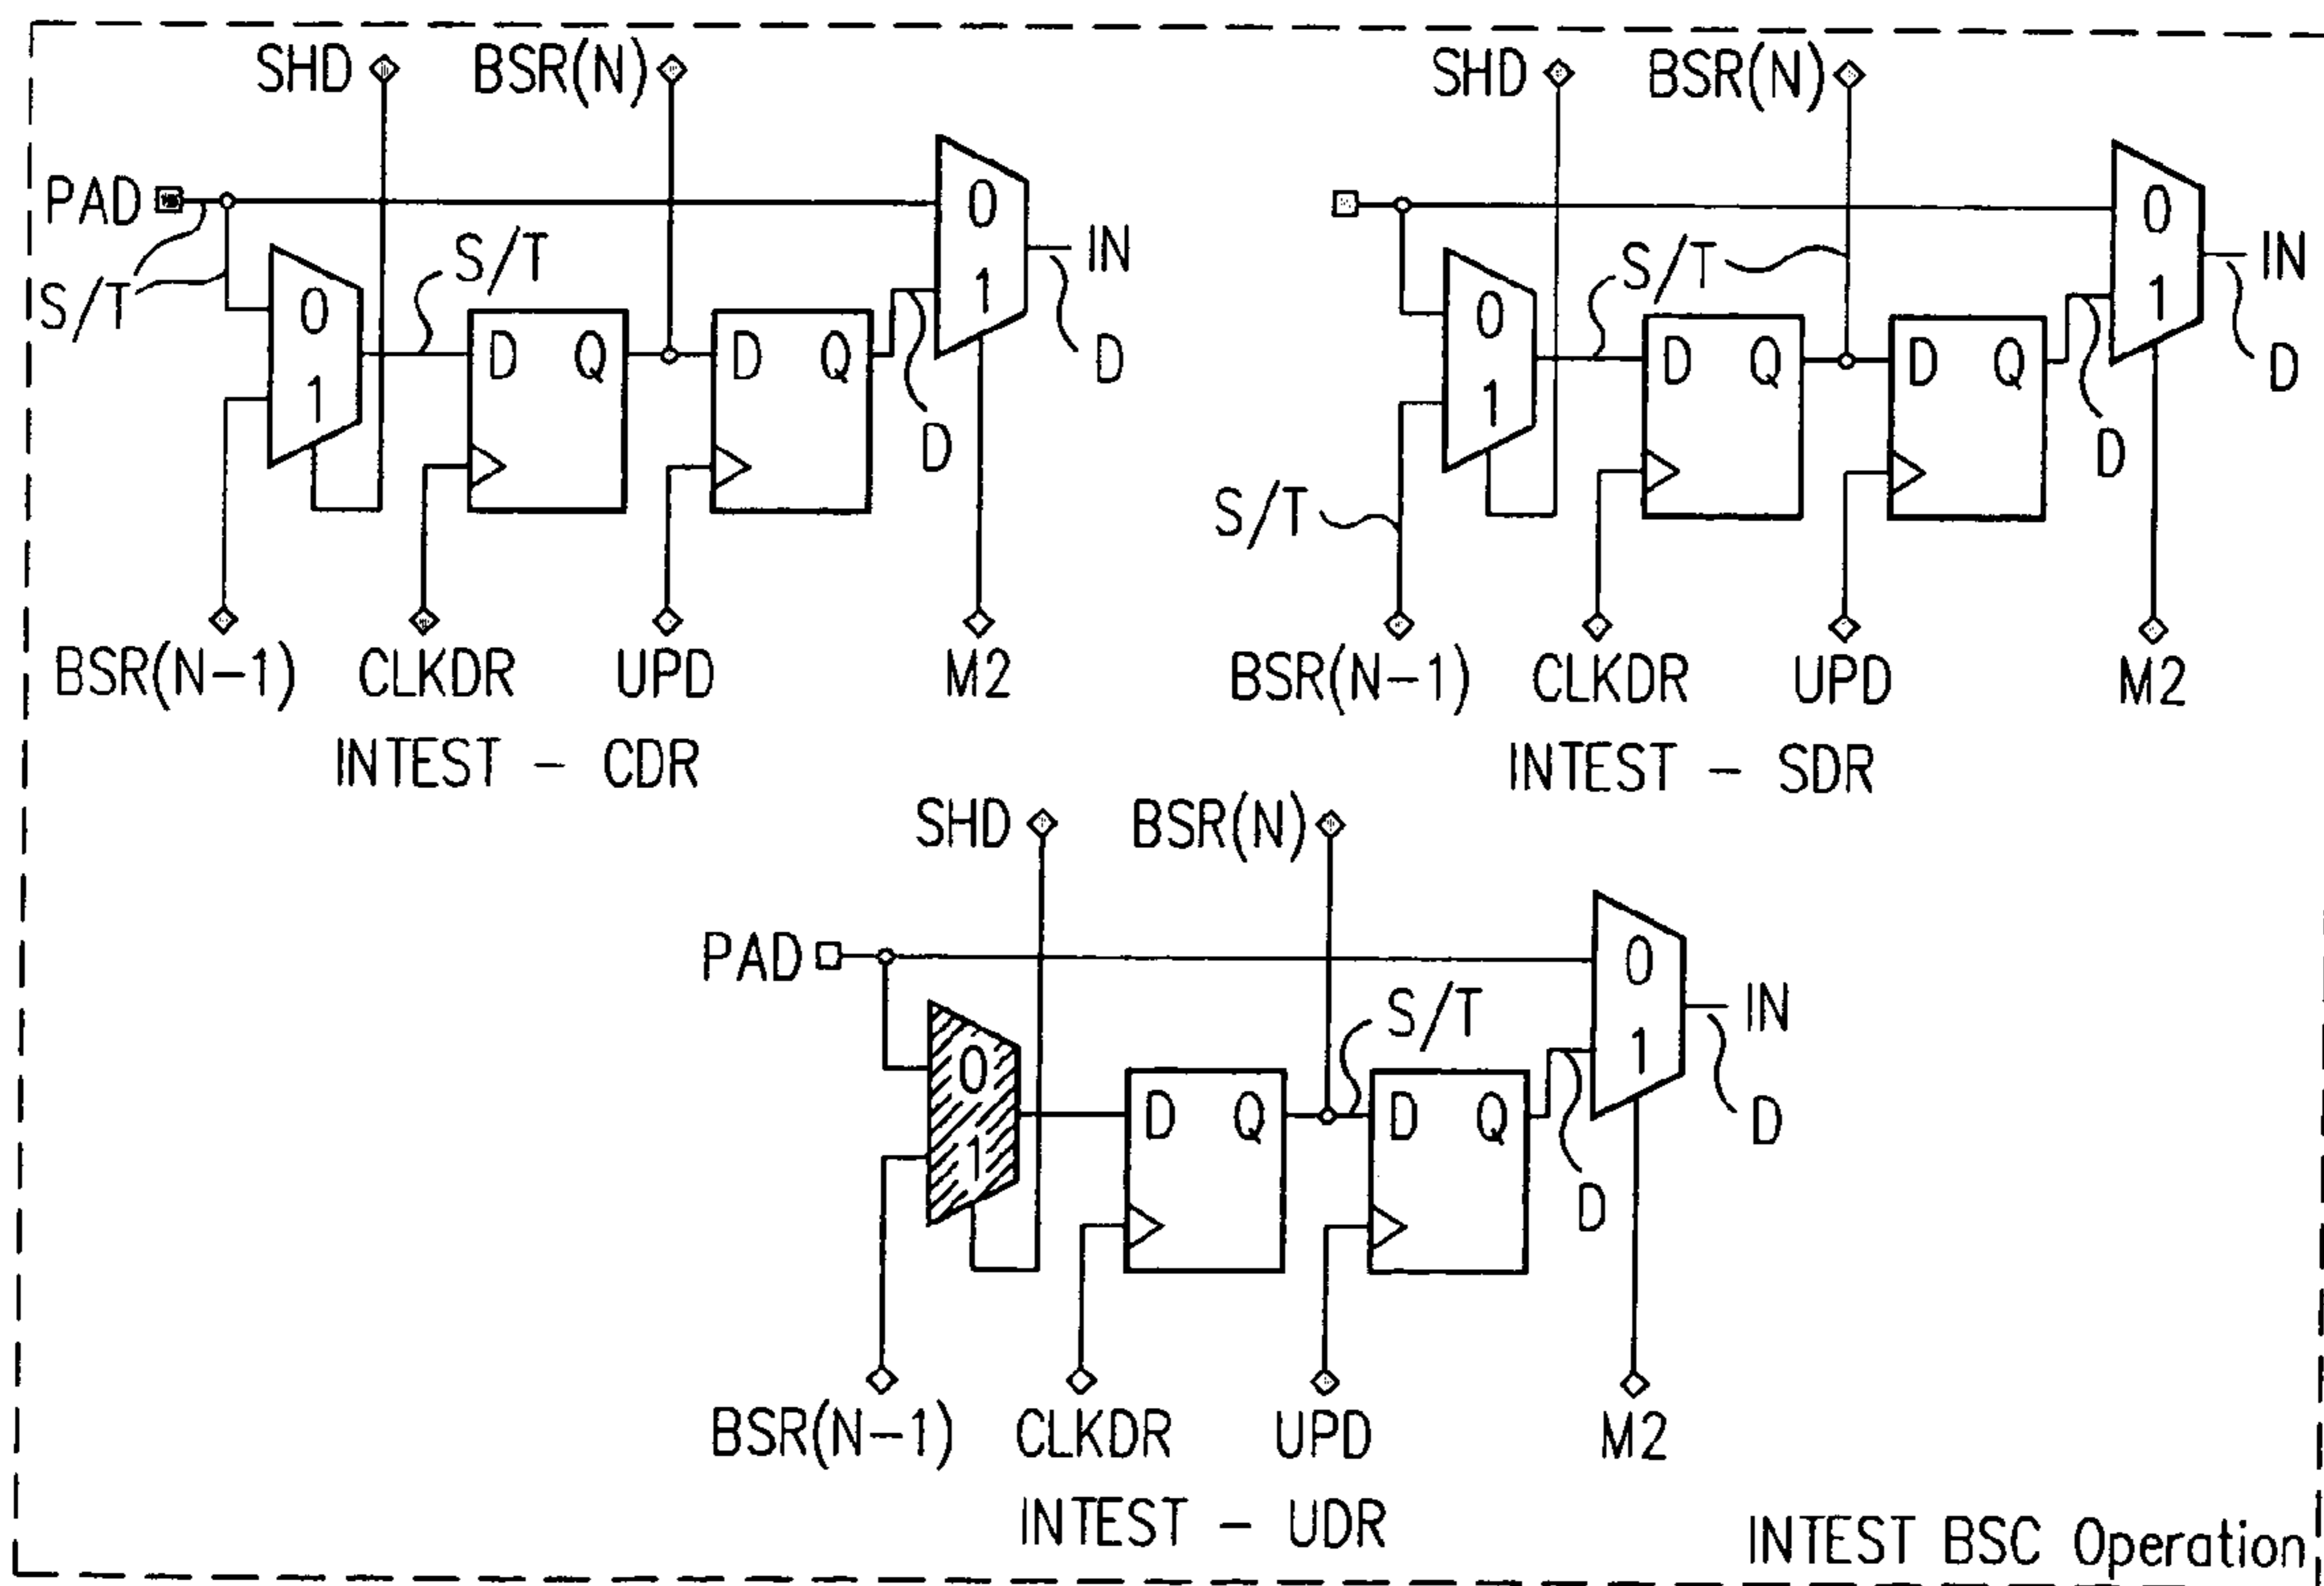 SHD BSR(N)
PAD
0
1
IN
S/T
S/T
0
1
D Q
D Q
D
D
BSR(N-1) CLKDR UPD M2
INTEST - CDR
SHD BSR(N)
0
1
IN
S/T
0
1
D Q
D Q
D
D
S/T
BSR(N-1) CLKDR UPD M2
INTEST - SDR
SHD BSR(N)
PAD
0
1
IN
S/T
0
1
D Q
D Q
D
D
BSR(N-1) CLKDR UPD M2
INTEST - UDR
INTEST BSC Operation